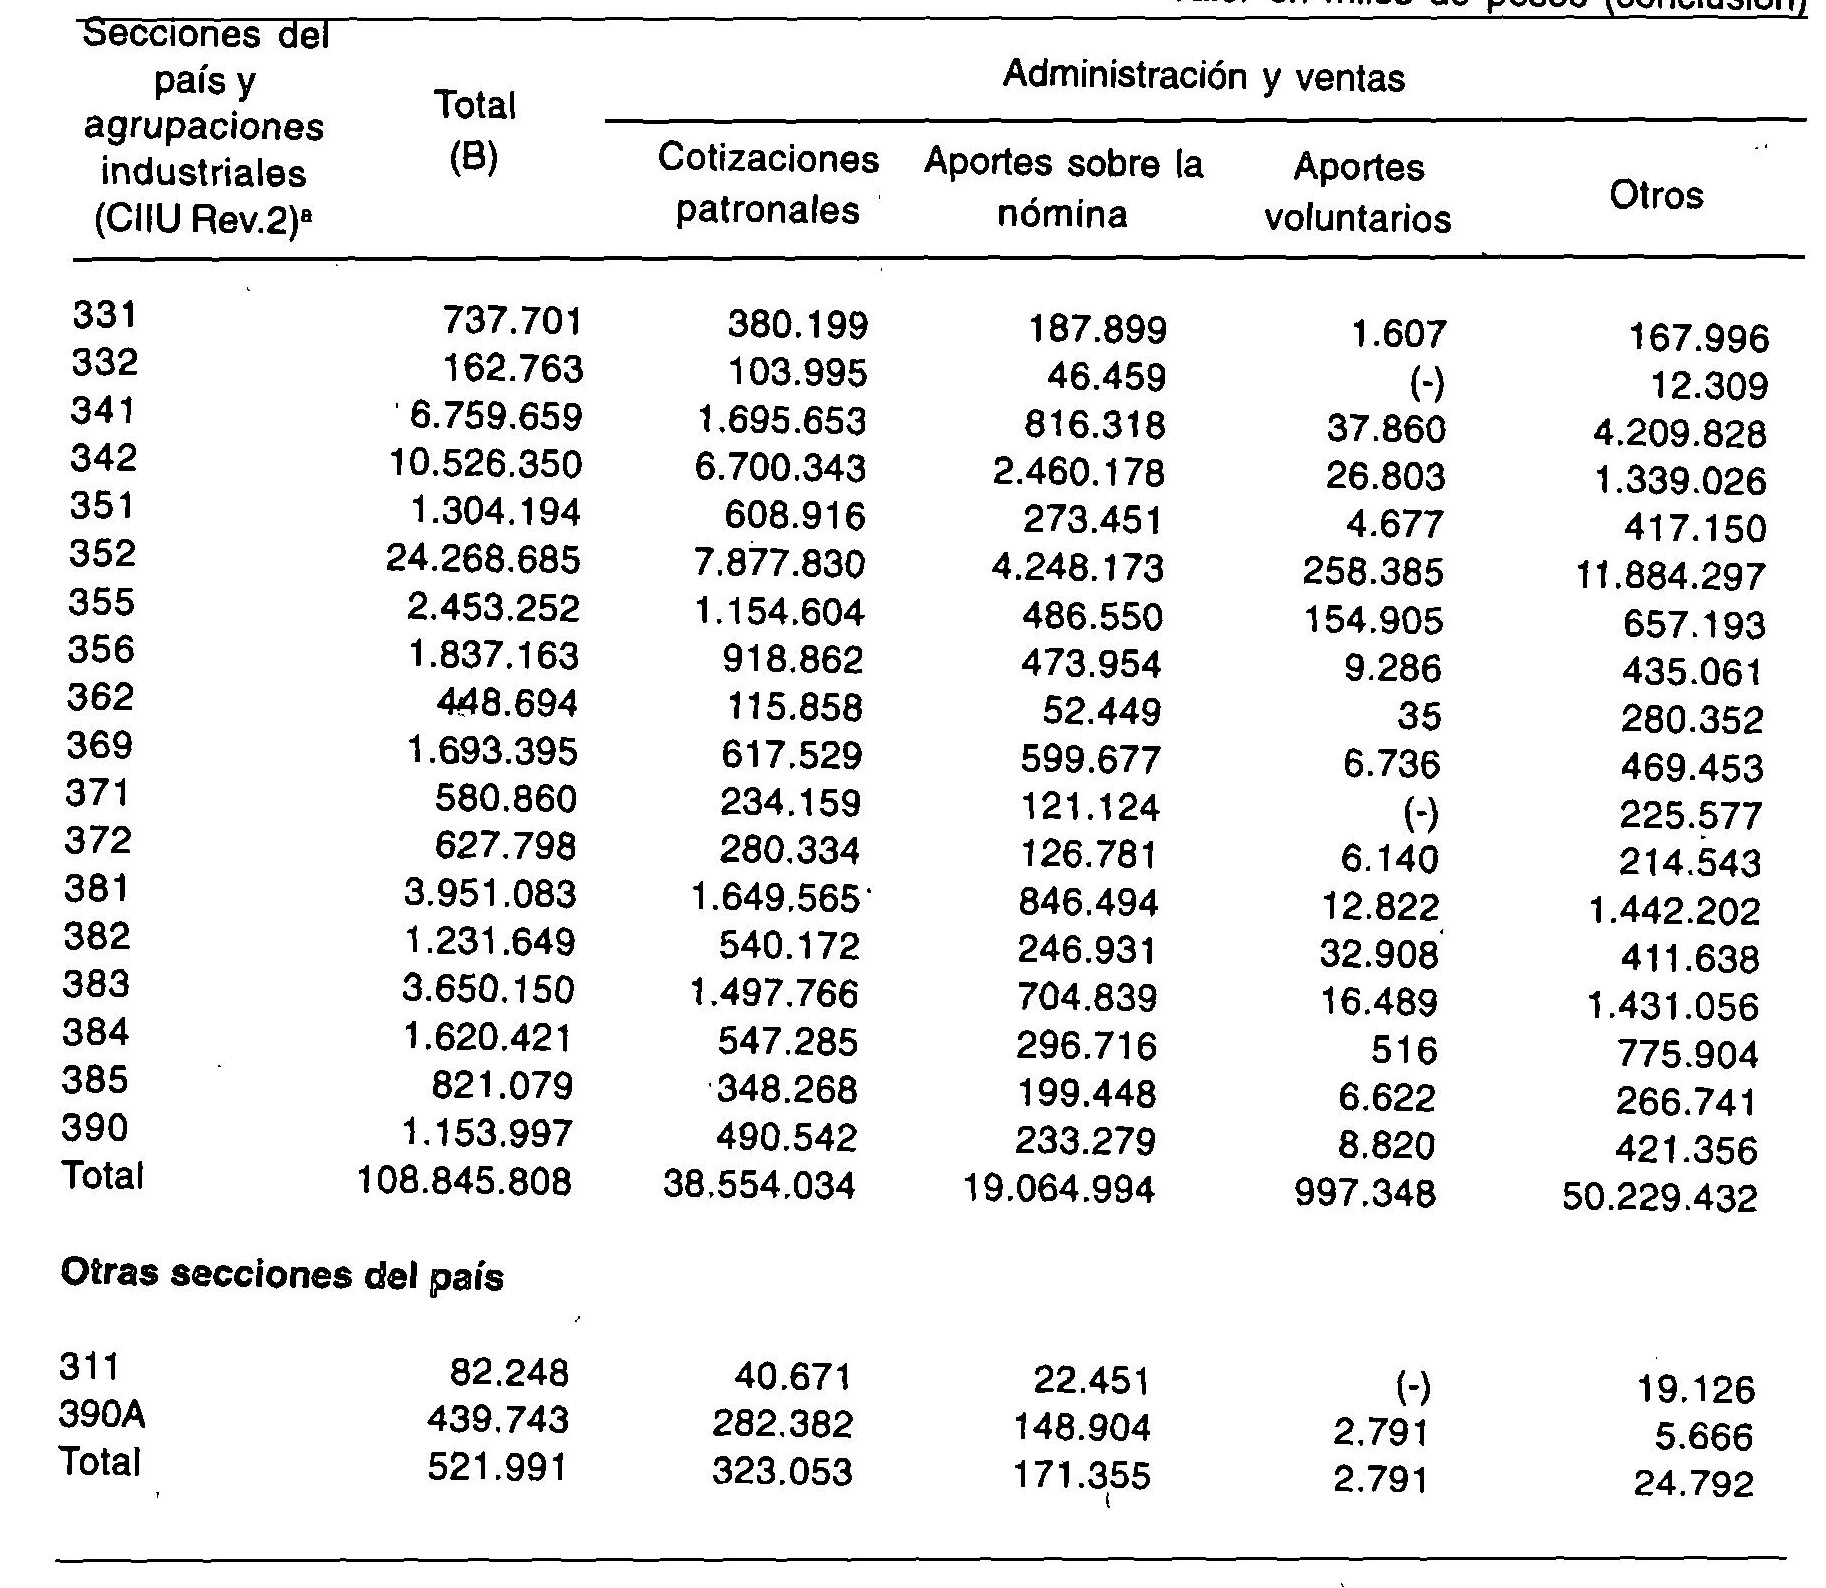 de pesos (conclusión)
Secciones del
país y
agrupaciones
industriales
(CIIU Rev.2)ª
Total
(B)
Administración y ventas
Cotizaciones
patronales
Aportes sobre la
nómina
Aportes
voluntarios
Otros
331 737.701 380.199 187.899 1.607 167.996
332 162.763 103.995 46.459 (-) 12.309
341 6.759.659 1.695.653 816.318 37.860 4.209.828
342 10.526.350 6.700.343 2.460.178 26.803 1.339.026
351 1.304.194 608.916 273.451 4.677 417.150
352 24.268.685 7.877.830 4.248.173 258.385 11.884.297
355 2.453.252 1.154.604 486.550 154.905 657.193
356 1.837.163 918.862 473.954 9.286 435.061
362 448.694 115.858 52.449 35 280.352
369 1.693.395 617.529 599.677 6.736 469.453
371 580.860 234.159 121.124 (-) 225.577
372 627.798 280.334 126.781 6.140 214.543
381 3.951.083 1.649.565 846.494 12.822 1.442.202
382 1.231.649 540.172 246.931 32.908 411.638
383 3.650.150 1.497.766 704.839 16.489 1.431.056
384 1.620.421 547.285 296.716 516 775.904
385 821.079 348.268 199.448 6.622 266.741
390 1.153.997 490.542 233.279 8.820 421.356
Total 108.845.808 38.554.034 19.064.994 997.348 50.229.432
Otras secciones del país
311 82.248 40.671 22.451 (-) 19.126
390A 439.743 282.382 148.904 2.791 5.666
Total 521.991 323.053 171.355 2.791 24.792